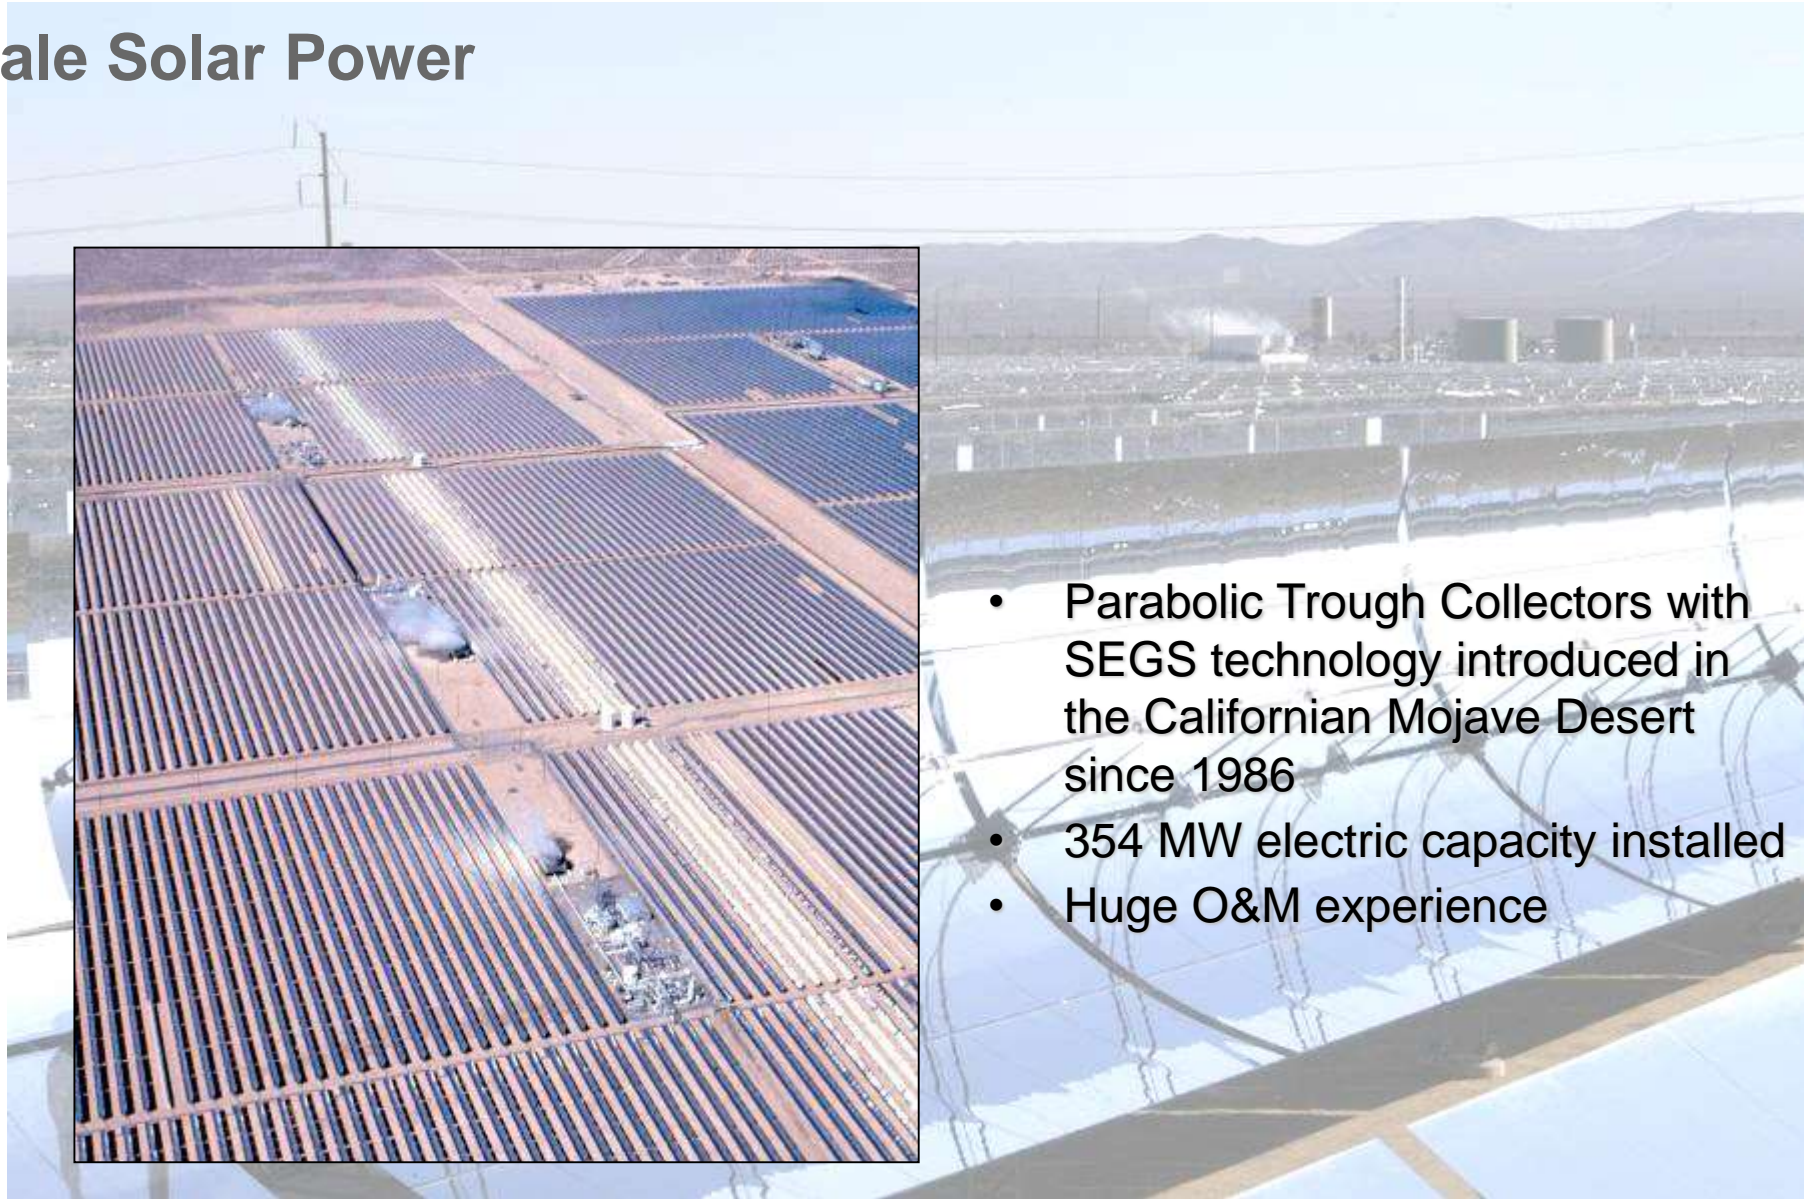 ale Solar Power
• Parabolic Trough Collectors with
SEGS technology introduced in
the Californian Mojave Desert
since 1986
• 354 MW electric capacity installed
• Huge O&M experience